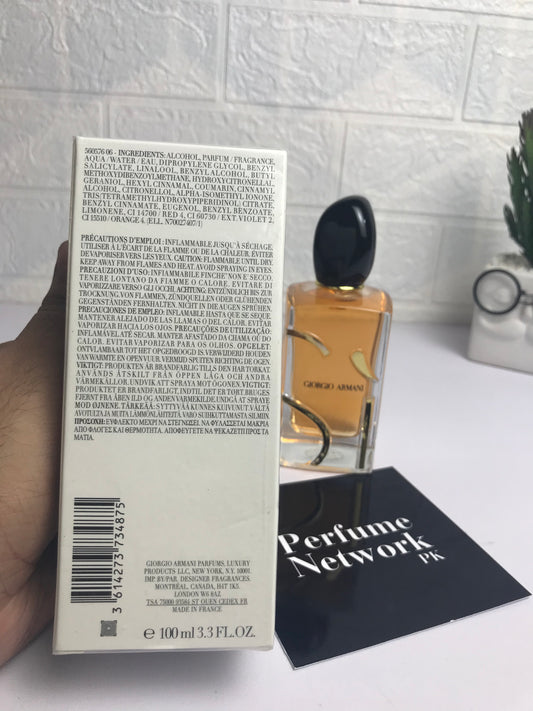 560576 06 - INGREDIENTS: ALCOHOL, PARFUM / FRAGRANCE,
AQUA / WATER / EAU, DIPROPYLENE GLYCOL, BENZYL
SALICYLATE, LINALOOL, BENZYL ALCOHOL, BUTYL
METHOXYDIBENZOYLMETHANE, HYDROXYCITRONELLAL,
GERANIOL, HEXYL CINNAMAL, COUMARIN, CINNAMYL
ALCOHOL, CITRONELLOL, ALPHA-ISOMETHYL IONONE,
TRIS(TETRAMETHYLHYDROXYPIPERIDINOL) CITRATE,
BENZYL CINNAMATE, EUGENOL, BENZYL BENZOATE,
LIMONENE, CI 14700 / RED 4, CI 60730 / EXT. VIOLET 2,
CI 15510 / ORANGE 4. (F.I.L. N70027407/1)
PRÉCAUTIONS D'EMPLOI : INFLAMMABLE JUSQU'À SÉCHAGE.
UTILISER À L'ÉCART DE LA FLAMME OU DE LA CHALEUR. ÉVITER
DE VAPORISER VERS LES YEUX. CAUTION: FLAMMABLE UNTIL DRY.
KEEP AWAY FROM FLAMES AND HEAT. AVOID SPRAYING IN EYES.
PRECAUZIONI D'USO: INFIAMMABILE FINCHE' NON E' SECCO.
DA FIAMME O CALORE. EVITARE DI
VAPORIZZARE VERSO GLI OCCHI. ACHTUNG: ENTZÜNDLICH BIS ZUR
TROCKNUNG. VON FLAMMEN, ZÜNDQUELLEN ODER GLÜHENDEN
GEGENSTÄNDEN FERNHALTEN. NICHT IN DIE AUGEN SPRÜHEN.
PRECAUCIONES DE EMPLEO: INFLAMABLE HASTA QUE SE SEQUE.
MANTENER ALEJADO DE LAS LLAMAS O DEL CALOR. EVITAR
VAPORIZAR HACIA LOS OJOS. PRECAUÇÕES DE UTILIZAÇÃO:
INFLAMÁVEL ATÉ SECAR. MANTER AFASTADO DA CHAMA OU DO
CALOR. EVITAR VAPORIZAR PARA OS OLHOS. OPGELET:
ONTVLAMBAAR TOT HET OPGEDROOGD IS. VERWIJDERD HOUDEN
VAN WARMTE EN OPEN VUUR. VERMIJD SPUITEN RICHTING DE OGEN.
VIKTIGT: PRODUKTEN ÄR BRANDFARLIG TILLS DEN HAR TORKAT.
ANVÄNDS ÅTSKILT FRÅN ÖPPEN LÅGA OCH ANDRA
VÄRMEKÄLLOR. UNDVIK ATT SPRAYA MOT ÖGONEN. VIGTIGT:
PRODUKTET ER BRANDFARLIGT, INDTIL DET ER TØRT. BRUGES
FJERNT FRA ÅBEN ILD OG ANDEN VARMEKILDE. UNDGÅ AT SPRAYE
MOD ØJNENE. TÄRKEÄÄ: SYTTYVÄÄ KUNNES KUIVUNUT. VÄLTÄ
AVOTULTA JA MUITA LÄMMÖNLÄHTEITÄ. VARO SUIHKUTTAMASTA SILMIIN.
ΠΡΟΣΟΧΗ: ΕΥΦΛΕΚΤΟ ΜΕΧΡΙ ΝΑ ΣΤΕΓΝΩΣΕΙ. ΝΑ ΦΥΛΑΣΣΕΤΑΙ ΜΑΚΡΙΑ
ΑΠΟ ΦΛΟΓΕΣ ΚΑΙ ΘΕΡΜΟΤΗΤΑ. ΑΠΟΦΕΥΓΕΤΕ ΝΑ ΨΕΚΑΖΕΤΕ ΠΡΟΣ ΤΑ
ΜΑΤΙΑ.
3 614273 734875
GIORGIO ARMANI PARFUMS, LUXURY
PRODUCTS LLC, NEW YORK, N.Y. 10001.
IMP. BY/PAR. DESIGNER FRAGRANCES.
MONTRÉAL, CANADA, H4T 1K5.
LONDON W6 8AZ
TSA 75000 93584 ST OUEN CEDEX FR
MADE IN FRANCE
e 100 ml 3.3 FL.OZ.
GIORGIO ARMANI
Perfume
Network
PK